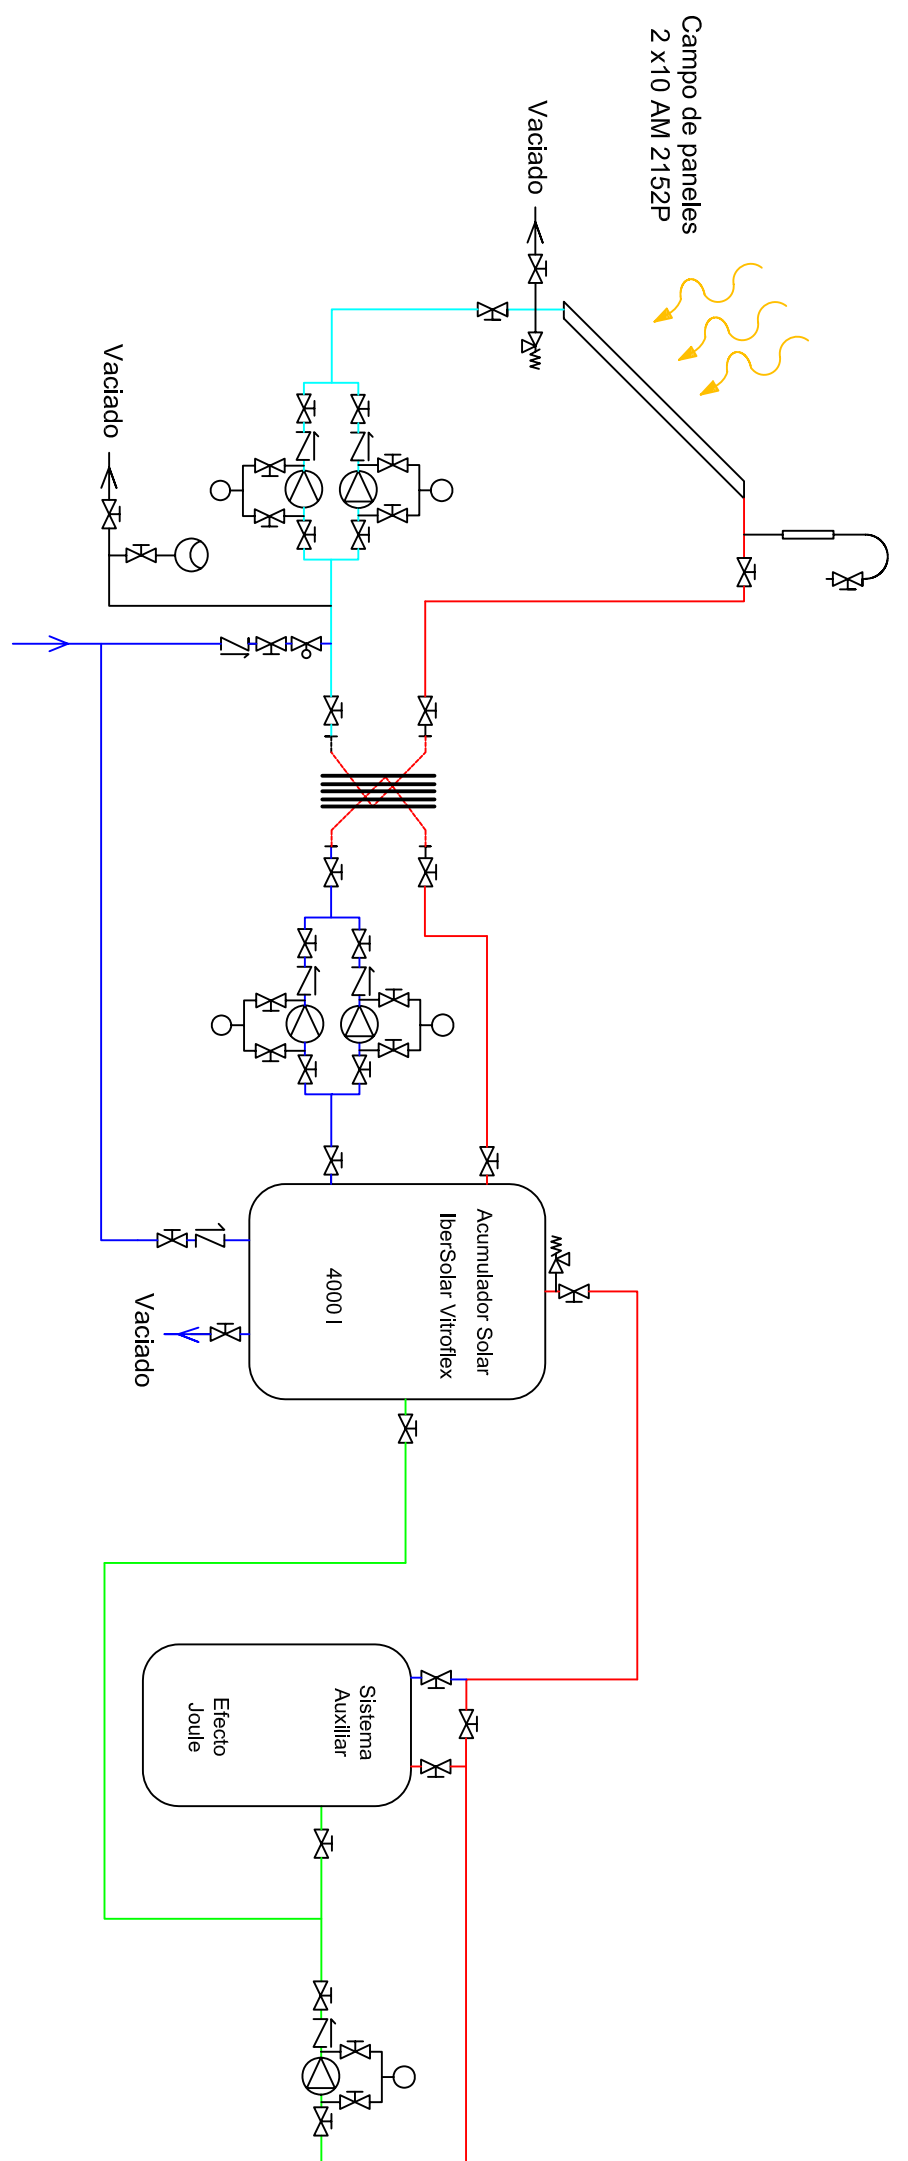 Campo de paneles
2 x10 AM 2152P
Vaciado
Vaciado
Acumulador Solar
IberSolar Vitroflex
4000 l
Vaciado
Sistema
Auxiliar
Efecto
Joule